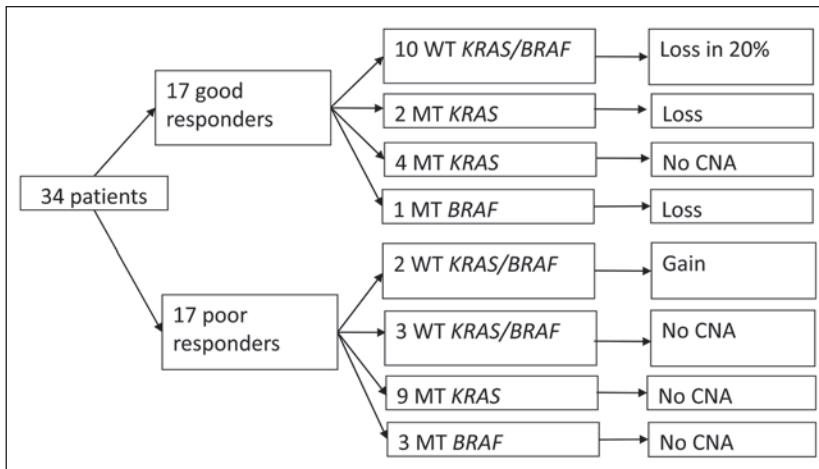 34 patients
17 good
responders
10 WT KRAS/BRAF
Loss in 20%
2 MT KRAS
Loss
4 MT KRAS
No CNA
1 MT BRAF
Loss
17 poor
responders
2 WT KRAS/BRAF
Gain
3 WT KRAS/BRAF
No CNA
9 MT KRAS
No CNA
3 MT BRAF
No CNA